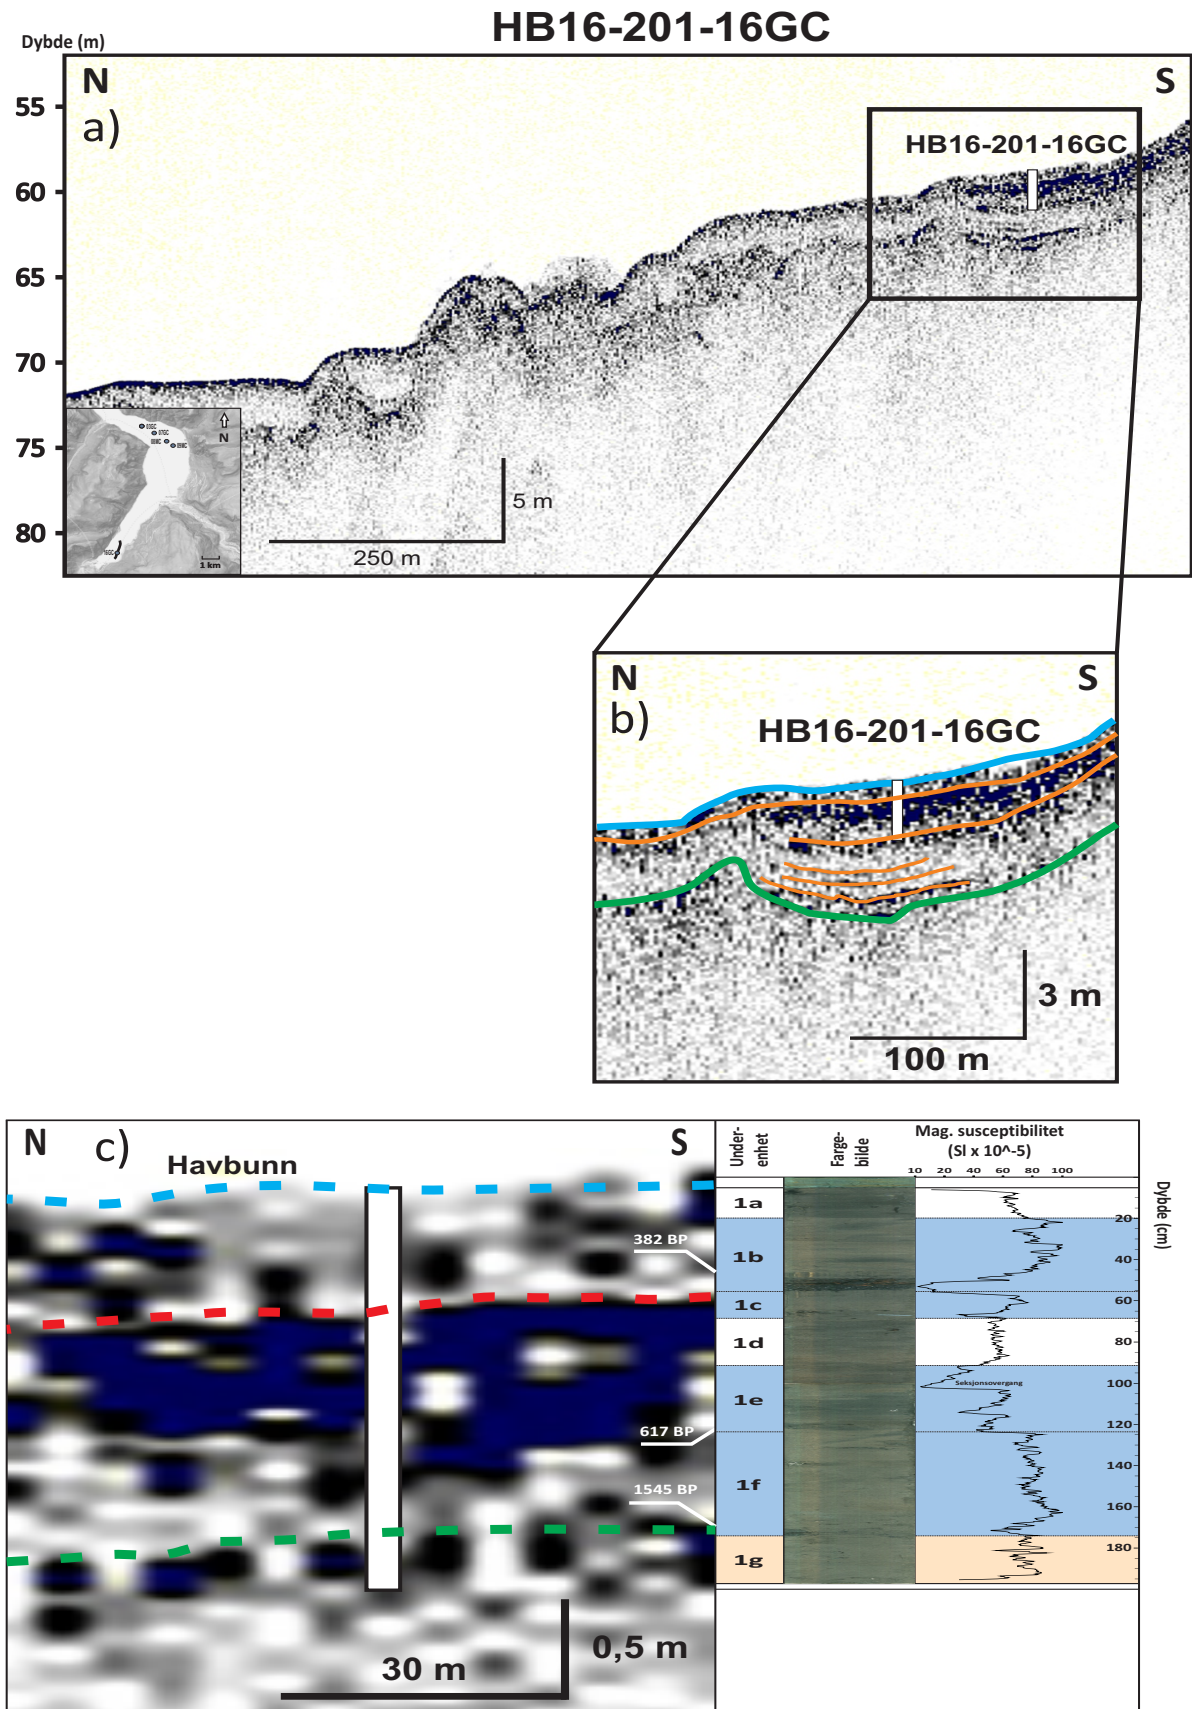 HB16-201-16GC
Dybde (m)
N
S
a)
55
60
65
70
75
80
HB16-201-16GC
N
1 km
5 m
250 m
N
S
b)
HB16-201-16GC
3 m
100 m
N
c)
S
Havbunn
382 BP
617 BP
1545 BP
30 m
0,5 m
Under-
enhet
Farge-
bilde
Mag. susceptibilitet
(SI x 10^-5)
10 20 40 60 80 100
Dybde (cm)
1a
1b
1c
1d
1e
1f
1g
Seksjonsovergang
20
40
60
80
100
120
140
160
180